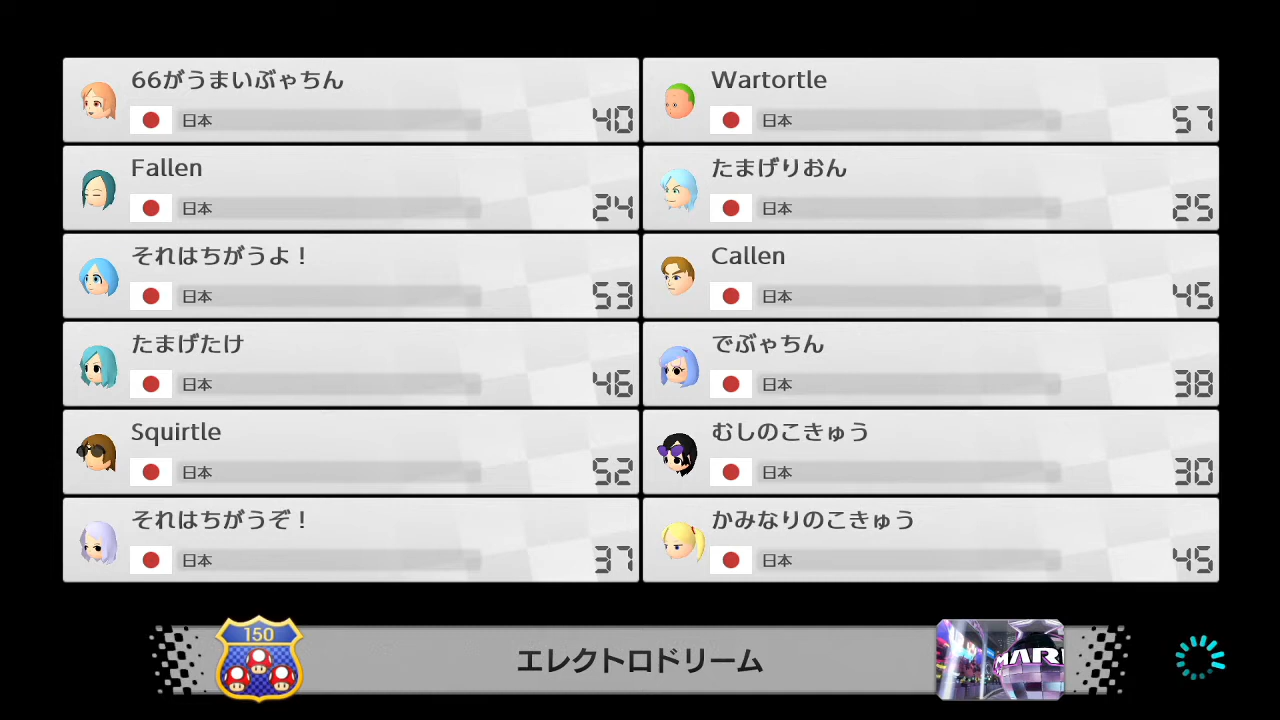 66がうまいぶゃちん
日本
40
Wartortle
日本
57
Fallen
日本
24
たまげりおん
日本
25
それはちがうよ！
日本
53
Callen
日本
45
たまげたけ
日本
46
でぶゃちん
日本
38
Squirtle
日本
52
むしのこきゅう
日本
30
それはちがうぞ！
日本
37
かみなりのこきゅう
日本
45
150
エレクトロドリーム
MARI